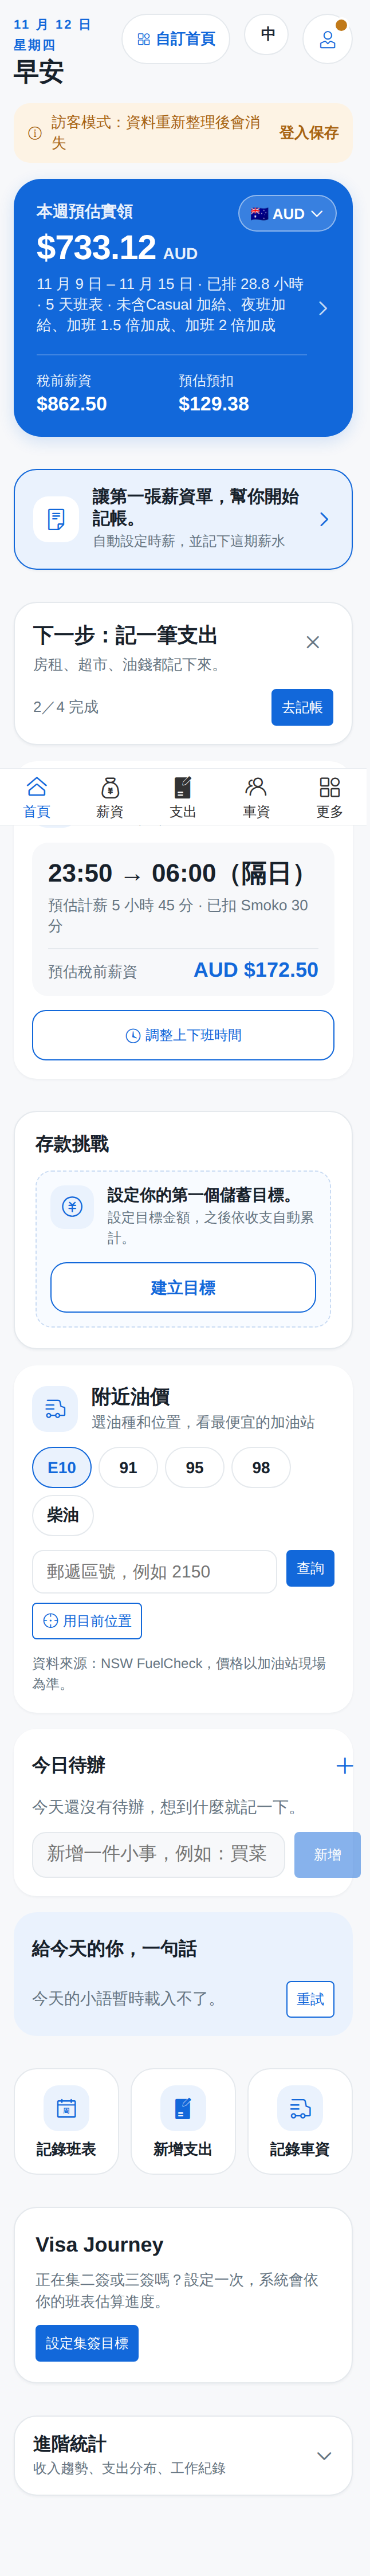 11 月 12 日
星期四
早安
自訂首頁
中
訪客模式：資料重新整理後會消
失
登入保存
本週預估實領
🇦🇺 AUD
$733.12 AUD
11 月 9 日 – 11 月 15 日 · 已排 28.8 小時
· 5 天班表 · 未含Casual 加給、夜班加
給、加班 1.5 倍加成、加班 2 倍加成
稅前薪資
預估預扣
$862.50
$129.38
讓第一張薪資單，幫你開始
記帳。
自動設定時薪，並記下這期薪水
下一步：記一筆支出
房租、超市、油錢都記下來。
2／4 完成
去記帳
首頁
薪資
支出
車資
更多
23:50 → 06:00（隔日）
預估計薪 5 小時 45 分 · 已扣 Smoko 30
分
預估稅前薪資
AUD $172.50
調整上下班時間
存款挑戰
設定你的第一個儲蓄目標。
設定目標金額，之後依收支自動累
計。
建立目標
附近油價
選油種和位置，看最便宜的加油站
E10
91
95
98
柴油
郵遞區號，例如 2150
查詢
用目前位置
資料來源：NSW FuelCheck，價格以加油站現場
為準。
今日待辦
今天還沒有待辦，想到什麼就記一下。
新增一件小事，例如：買菜
新增
給今天的你，一句話
今天的小語暫時載入不了。
重試
周
記錄班表
新增支出
記錄車資
Visa Journey
正在集二簽或三簽嗎？設定一次，系統會依
你的班表估算進度。
設定集簽目標
進階統計
收入趨勢、支出分布、工作紀錄